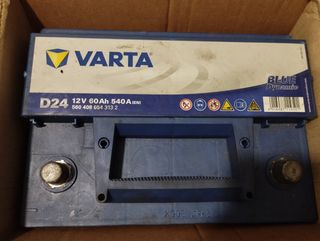 VARTA
BLUE
Dynamic
D24 12V 60Ah 540A (EN)
560 408 054 313 2